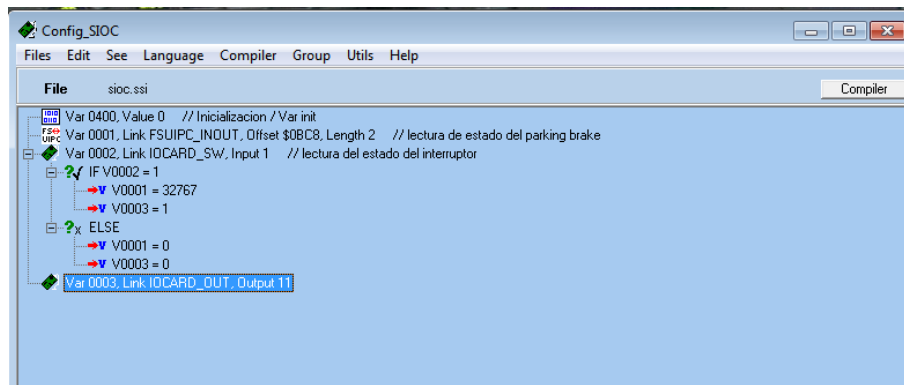 Config_SIOC
Files Edit See Language Compiler Group Utils Help
File sioc.ssi Compiler
Var 0400, Value 0 // Inicializacion / Var init
FS UIPC Var 0001, Link FSUIPC_INOUT, Offset $0BC8, Length 2 // lectura de estado del parking brake
Var 0002, Link IOCARD_SW, Input 1 // lectura del estado del interruptor
?✓ IF V0002 = 1
V V0001 = 32767
V V0003 = 1
?x ELSE
V V0001 = 0
V V0003 = 0
Var 0003, Link IOCARD_OUT, Output 11